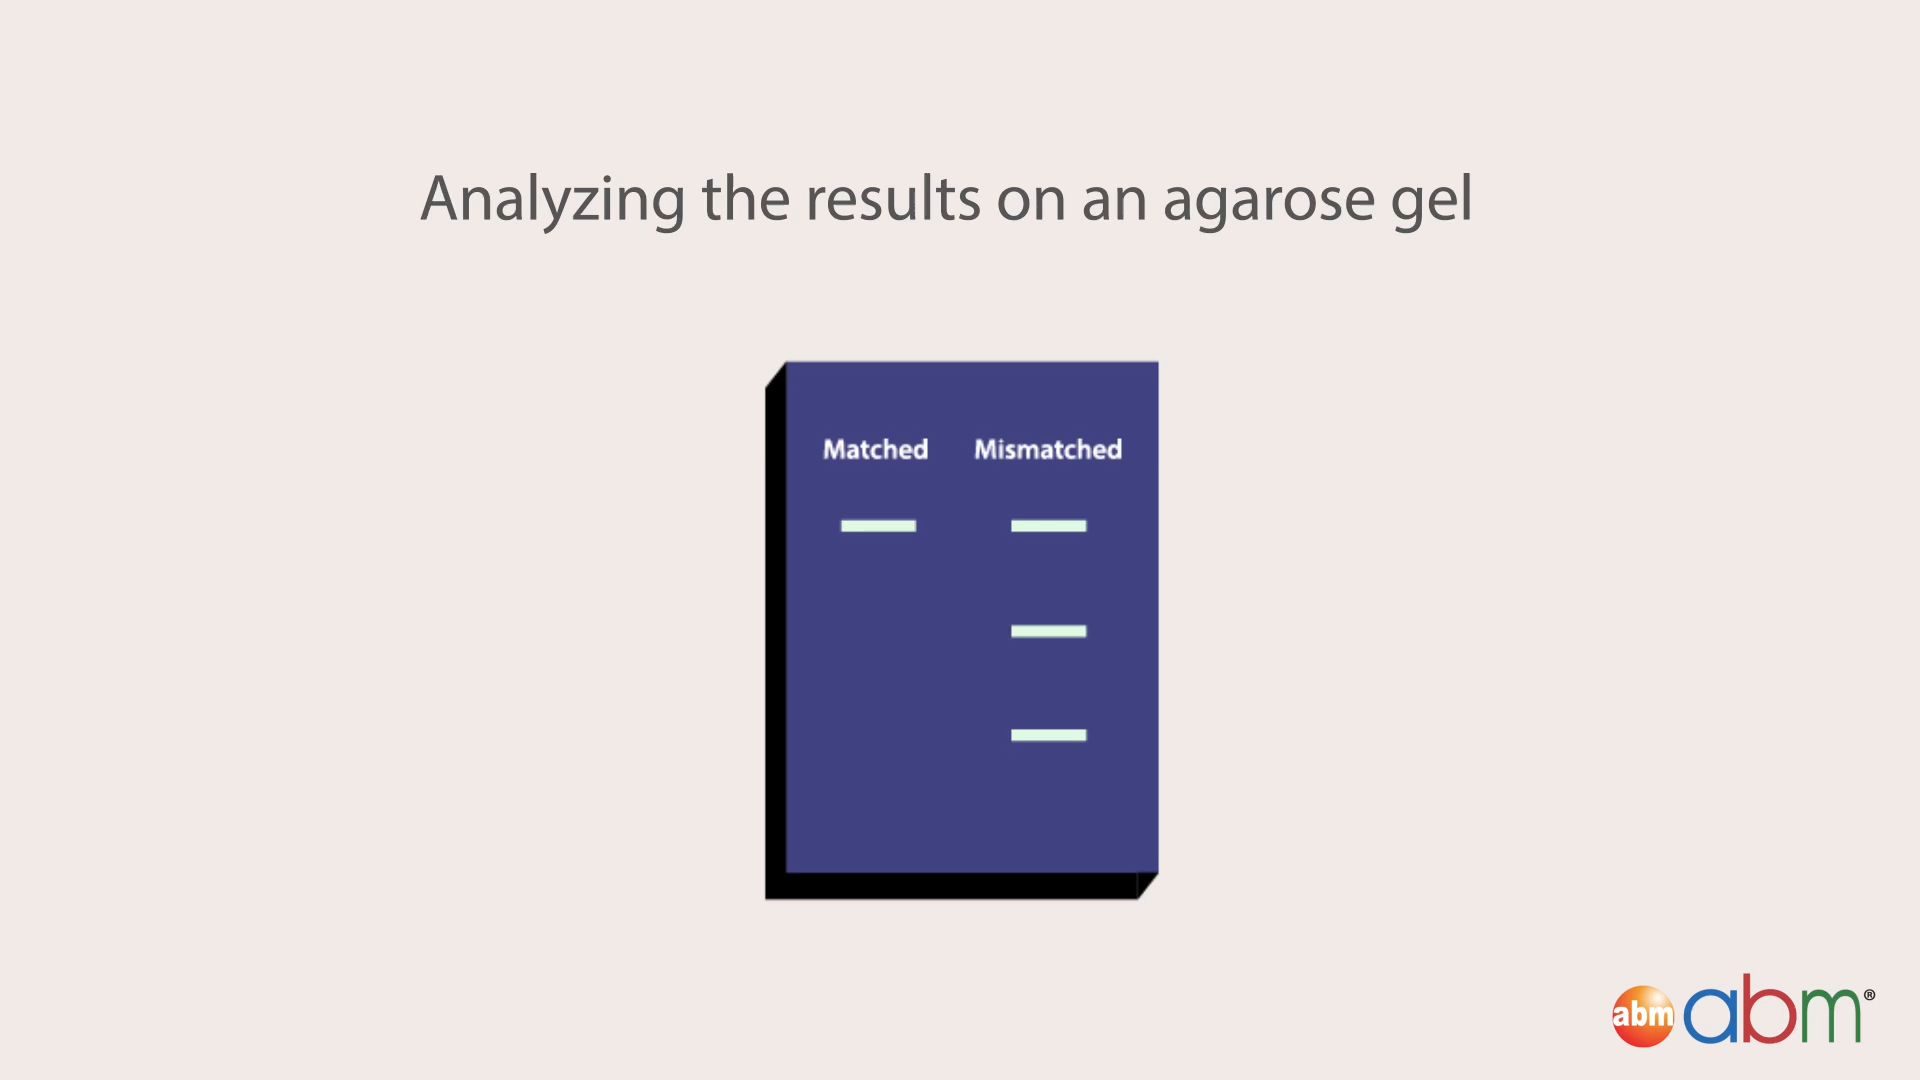 Analyzing the results on an agarose gel
Matched Mismatched
abm abm®